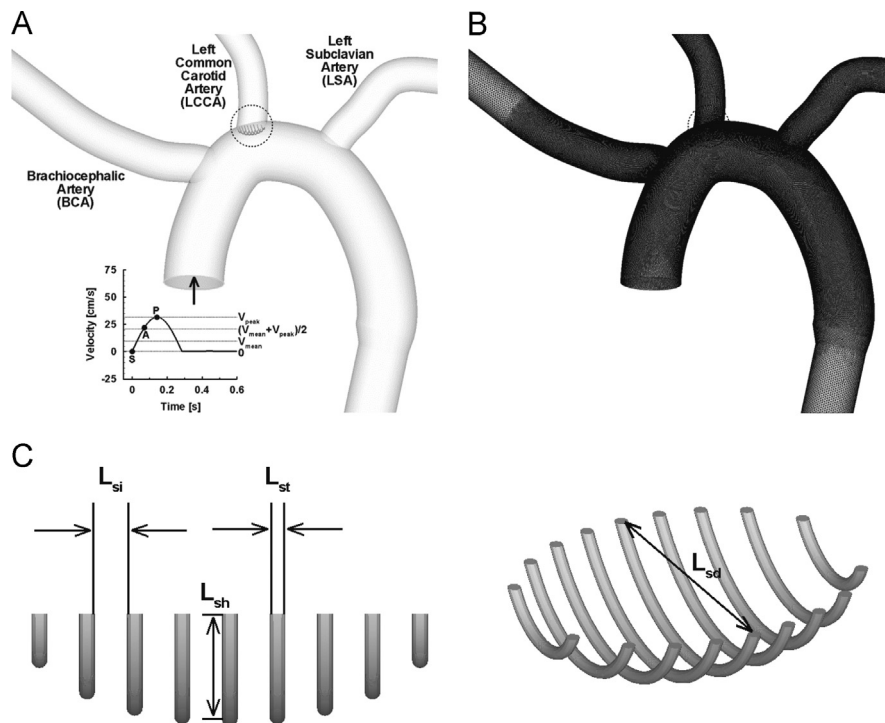 A
B
Left
Common
Carotid
Artery
(LCCA)
Left
Subclavian
Artery
(LSA)
Brachiocephalic
Artery
(BCA)
75
50
25
0
-25
Velocity [cm/s]
S
A
P
V_peak
(V_mean+V_peak)/2
V_mean
0
0 0.2 0.4 0.6
Time [s]
C
L_si
L_st
L_sh
L_sd